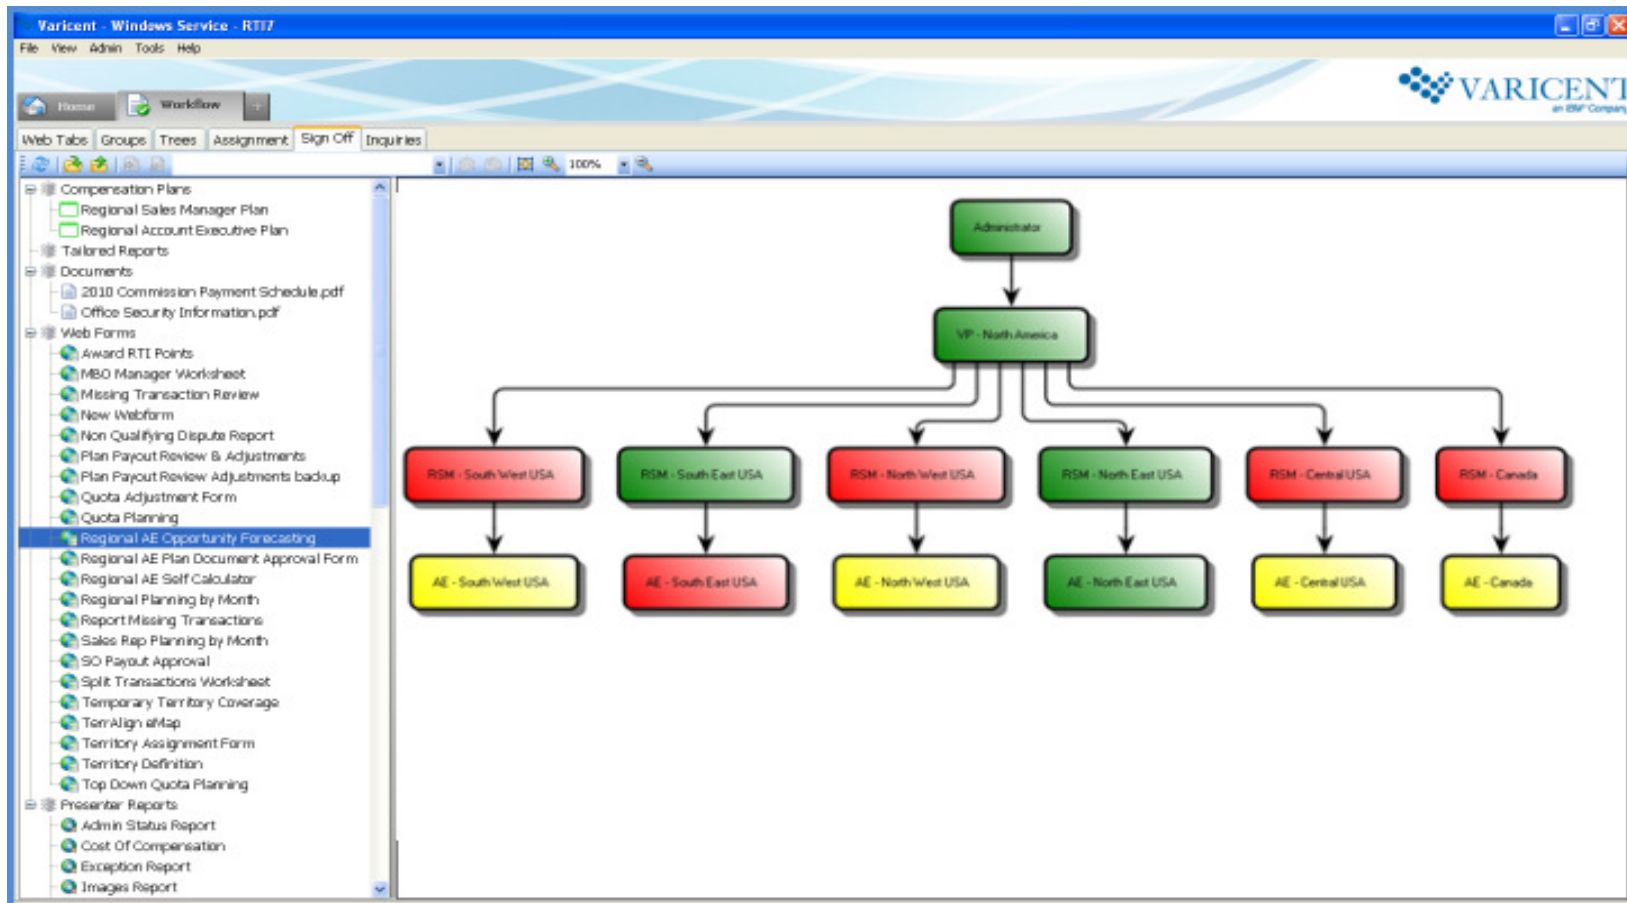 Varicent - Windows Service - RTI7
File View Admin Tools Help
VARICENT
an IBM Company
Home Workflow +
Web Tabs Groups Trees Assignment Sign Off Inquiries
100%
Compensation Plans
Regional Sales Manager Plan
Regional Account Executive Plan
Tailored Reports
Documents
2010 Commission Payment Schedule.pdf
Office Security Information.pdf
Web Forms
Award RTI Points
MBO Manager Worksheet
Missing Transaction Review
New Webform
Non Qualifying Dispute Report
Plan Payout Review & Adjustments
Plan Payout Review Adjustments backup
Quota Adjustment Form
Quota Planning
Regional AE Opportunity Forecasting
Regional AE Plan Document Approval Form
Regional AE Self Calculator
Regional Planning by Month
Report Missing Transactions
Sales Rep Planning by Month
SO Payout Approval
Split Transactions Worksheet
Temporary Territory Coverage
TerrAlign eMap
Territory Assignment Form
Territory Definition
Top Down Quota Planning
Presenter Reports
Admin Status Report
Cost Of Compensation
Exception Report
Images Report
Administrator
VP - North America
RSM - South West USA
RSM - South East USA
RSM - North West USA
RSM - North East USA
RSM - Central USA
RSM - Canada
AE - South West USA
AE - South East USA
AE - North West USA
AE - North East USA
AE - Central USA
AE - Canada